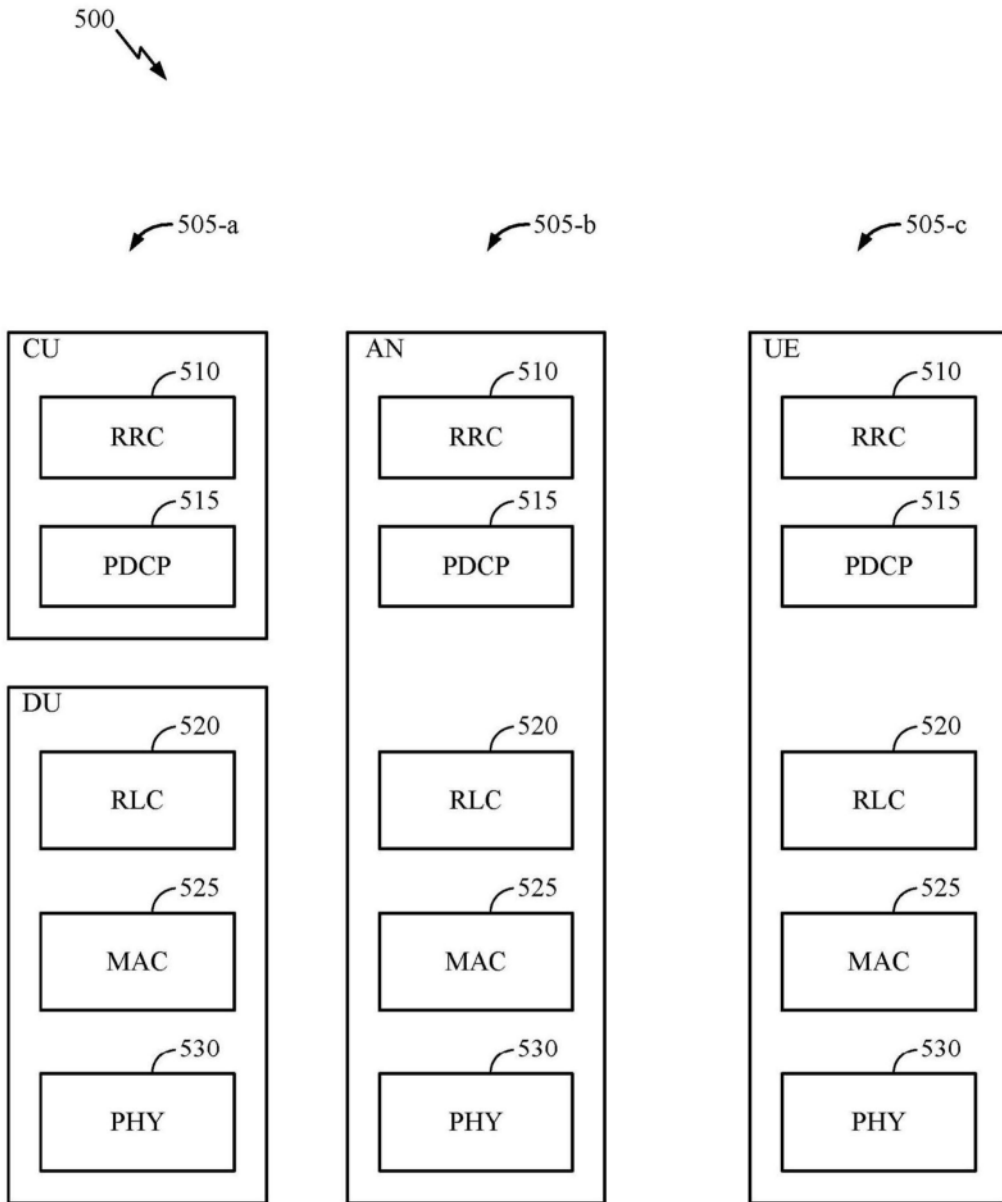 500
505-a 505-b 505-c
CU AN UE
510 510 510
RRC RRC RRC
515 515 515
PDCP PDCP PDCP
DU
520 520 520
RLC RLC RLC
525 525 525
MAC MAC MAC
530 530 530
PHY PHY PHY